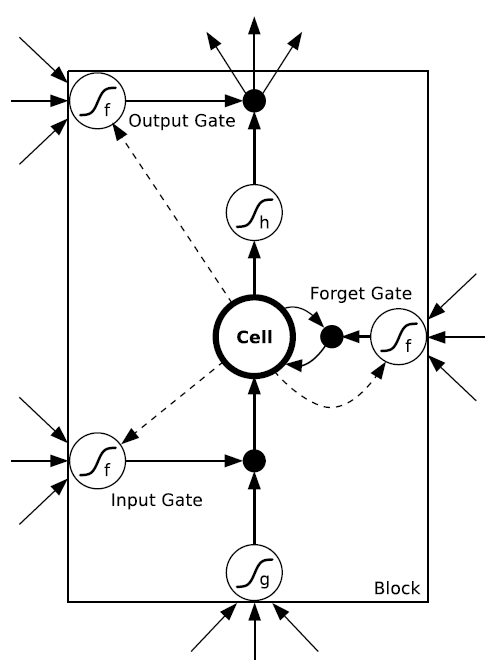 f
Output Gate
h
Forget Gate
Cell
f
f
Input Gate
g
Block